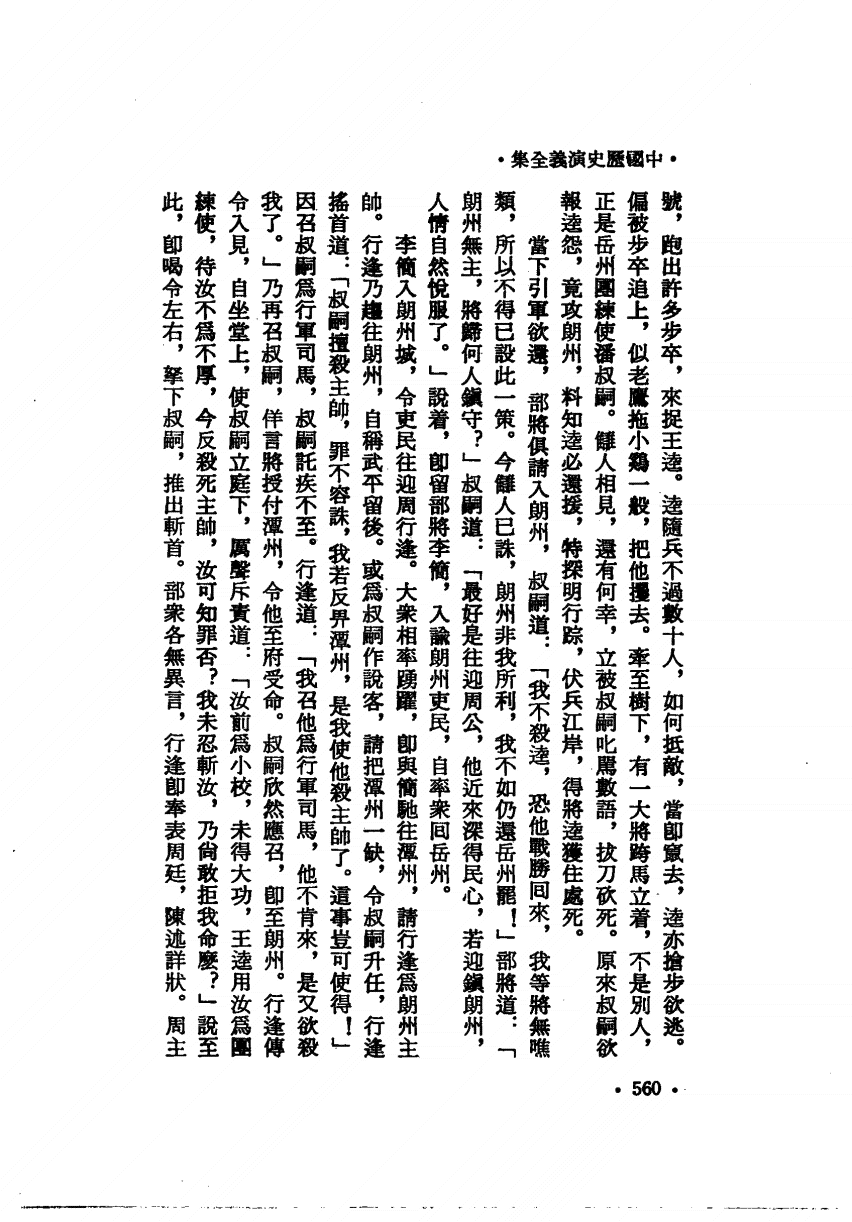 ·中國歷史演義全集·
號，跑出許多步卒，來捉王逵。逵隨兵不過數十人，如何抵敵，當卽竄去，逵亦搶步欲逃。
偏被步卒追上，似老鷹拖小鷄一般，把他攫去。牽至樹下，有一大將跨馬立着，不是別人，
正是岳州團練使潘叔嗣。讎人相見，還有何幸，立被叔嗣叱罵數語，拔刀砍死。原來叔嗣欲
報逵怨，竟攻朗州，料知逵必還援，特探明行踪，伏兵江岸，得將逵獲住處死。
當下引軍欲還，部將俱請入朗州，叔嗣道：「我不殺逵，恐他戰勝囘來，我等將無噍
類，所以不得已設此一策。今讎人已誅，朗州非我所利，我不如仍還岳州罷！」部將道：「
朗州無主，將歸何人鎭守？」叔嗣道：「最好是往迎周公，他近來深得民心，若迎鎭朗州，
人情自然悅服了。」說着，卽留部將李簡，入諭朗州吏民，自率衆囘岳州。
李簡入朗州城，令吏民往迎周行逢。大衆相率踴躍，卽與簡馳往潭州，請行逢爲朗州主
帥。行逢乃趨往朗州，自稱武平留後。或爲叔嗣作說客，請把潭州一缺，令叔嗣升任，行逢
搖首道：「叔嗣擅殺主帥，罪不容誅，我若反畀潭州，是我使他殺主帥了。這事豈可使得！」
因召叔嗣爲行軍司馬，叔嗣託疾不至。行逢道：「我召他爲行軍司馬，他不肯來，是又欲殺
我了。」乃再召叔嗣，佯言將授付潭州，令他至府受命。叔嗣欣然應召，卽至朗州。行逢傳
令入見，自坐堂上，使叔嗣立庭下，厲聲斥責道：「汝前爲小校，未得大功，王逵用汝爲團
練使，待汝不爲不厚，今反殺死主帥，汝可知罪否？我未忍斬汝，乃尙敢拒我命麼？」說至
此，卽喝令左右，拏下叔嗣，推出斬首。部衆各無異言，行逢卽奉表周廷，陳述詳狀。周主
·560·